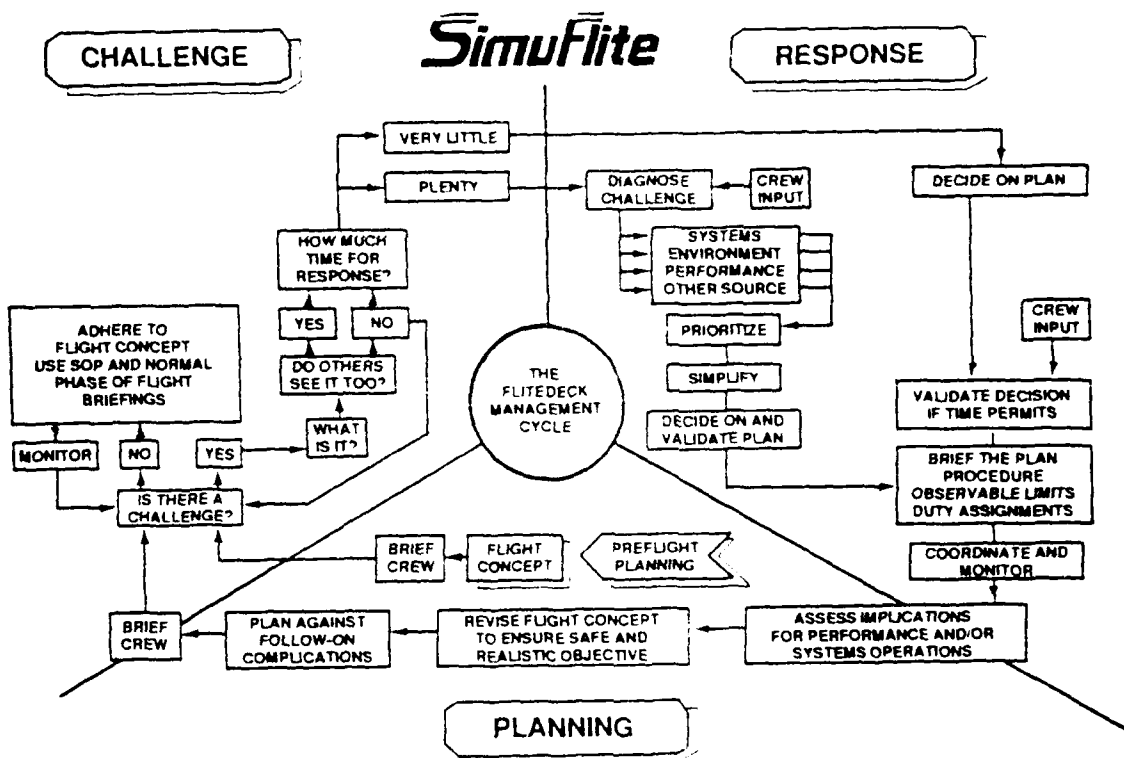 CHALLENGE
SimuFlite
RESPONSE
VERY LITTLE
PLENTY
DIAGNOSE
CHALLENGE
CREW
INPUT
DECIDE ON PLAN
HOW MUCH
TIME FOR
RESPONSE?
SYSTEMS
ENVIRONMENT
PERFORMANCE
OTHER SOURCE
YES
NO
PRIORITIZE
CREW
INPUT
ADHERE TO
FLIGHT CONCEPT
USE SOP AND NORMAL
PHASE OF FLIGHT
BRIEFINGS
DO OTHERS
SEE IT TOO?
SIMPLIFY
THE
FLITEDECK
MANAGEMENT
CYCLE
VALIDATE DECISION
IF TIME PERMITS
WHAT
IS IT?
DECIDE ON AND
VALIDATE PLAN
MONITOR
NO
YES
BRIEF THE PLAN
PROCEDURE
OBSERVABLE LIMITS
DUTY ASSIGNMENTS
IS THERE A
CHALLENGE?
BRIEF
CREW
FLIGHT
CONCEPT
PREFLIGHT
PLANNING
COORDINATE AND
MONITOR
BRIEF
CREW
PLAN AGAINST
FOLLOW-ON
COMPLICATIONS
REVISE FLIGHT CONCEPT
TO ENSURE SAFE AND
REALISTIC OBJECTIVE
ASSESS IMPLICATIONS
FOR PERFORMANCE AND/OR
SYSTEMS OPERATIONS
PLANNING